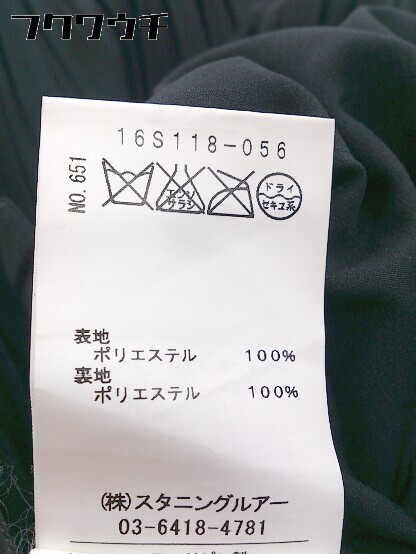 フクウウチ
16S118-056
NO. 651
エンソ
サラシ
ドライ
セキユ系
表地
ポリエステル 100%
裏地
ポリエステル 100%
(株)スタニングルアー
03-6418-4781